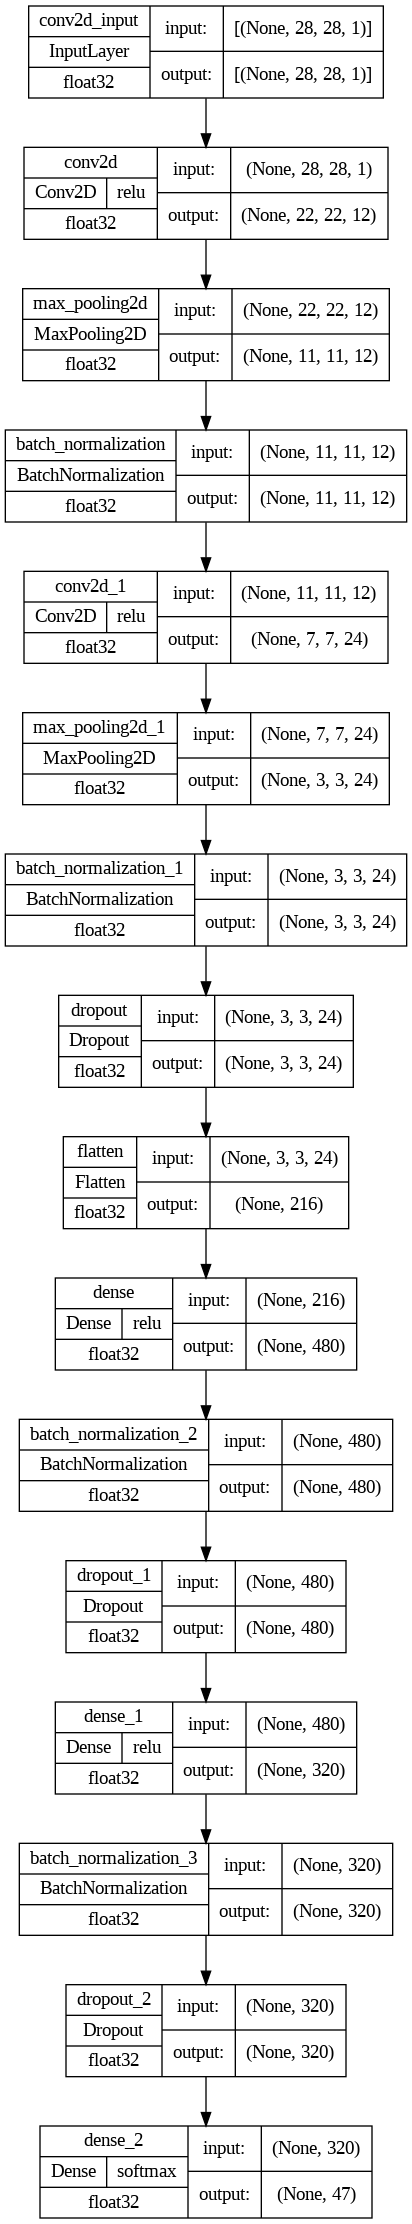 conv2d_input
InputLayer
float32
input: [(None, 28, 28, 1)]
output: [(None, 28, 28, 1)]
conv2d
Conv2D relu
float32
input: (None, 28, 28, 1)
output: (None, 22, 22, 12)
max_pooling2d
MaxPooling2D
float32
input: (None, 22, 22, 12)
output: (None, 11, 11, 12)
batch_normalization
BatchNormalization
float32
input: (None, 11, 11, 12)
output: (None, 11, 11, 12)
conv2d_1
Conv2D relu
float32
input: (None, 11, 11, 12)
output: (None, 7, 7, 24)
max_pooling2d_1
MaxPooling2D
float32
input: (None, 7, 7, 24)
output: (None, 3, 3, 24)
batch_normalization_1
BatchNormalization
float32
input: (None, 3, 3, 24)
output: (None, 3, 3, 24)
dropout
Dropout
float32
input: (None, 3, 3, 24)
output: (None, 3, 3, 24)
flatten
Flatten
float32
input: (None, 3, 3, 24)
output: (None, 216)
dense
Dense relu
float32
input: (None, 216)
output: (None, 480)
batch_normalization_2
BatchNormalization
float32
input: (None, 480)
output: (None, 480)
dropout_1
Dropout
float32
input: (None, 480)
output: (None, 480)
dense_1
Dense relu
float32
input: (None, 480)
output: (None, 320)
batch_normalization_3
BatchNormalization
float32
input: (None, 320)
output: (None, 320)
dropout_2
Dropout
float32
input: (None, 320)
output: (None, 320)
dense_2
Dense softmax
float32
input: (None, 320)
output: (None, 47)